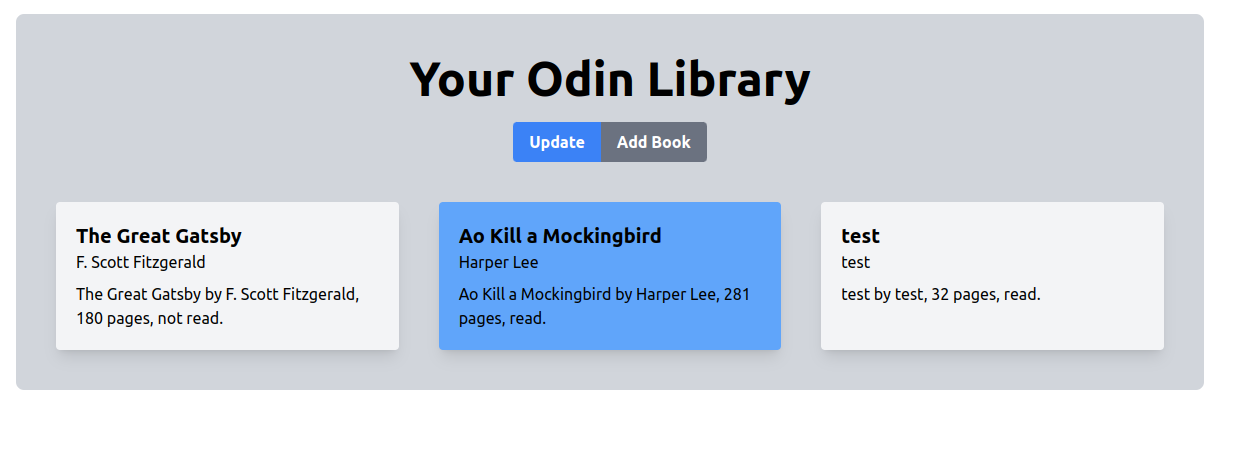 Your Odin Library
Update
Add Book
The Great Gatsby
F. Scott Fitzgerald
The Great Gatsby by F. Scott Fitzgerald,
180 pages, not read.
Ao Kill a Mockingbird
Harper Lee
Ao Kill a Mockingbird by Harper Lee, 281
pages, read.
test
test
test by test, 32 pages, read.